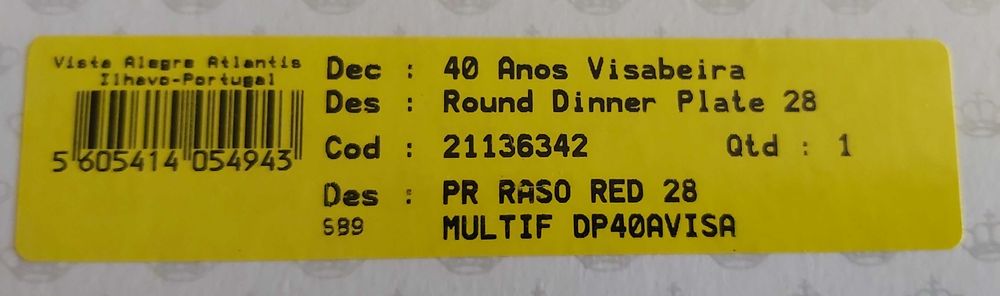 Vista Alegre Atlantis
Ilhavo-Portugal
5 605414 054943
Dec : 40 Anos Visabeira
Des : Round Dinner Plate 28
Cod : 21136342 Qtd : 1
Des : PR RASO RED 28
S89 MULTIF DP40AVISA